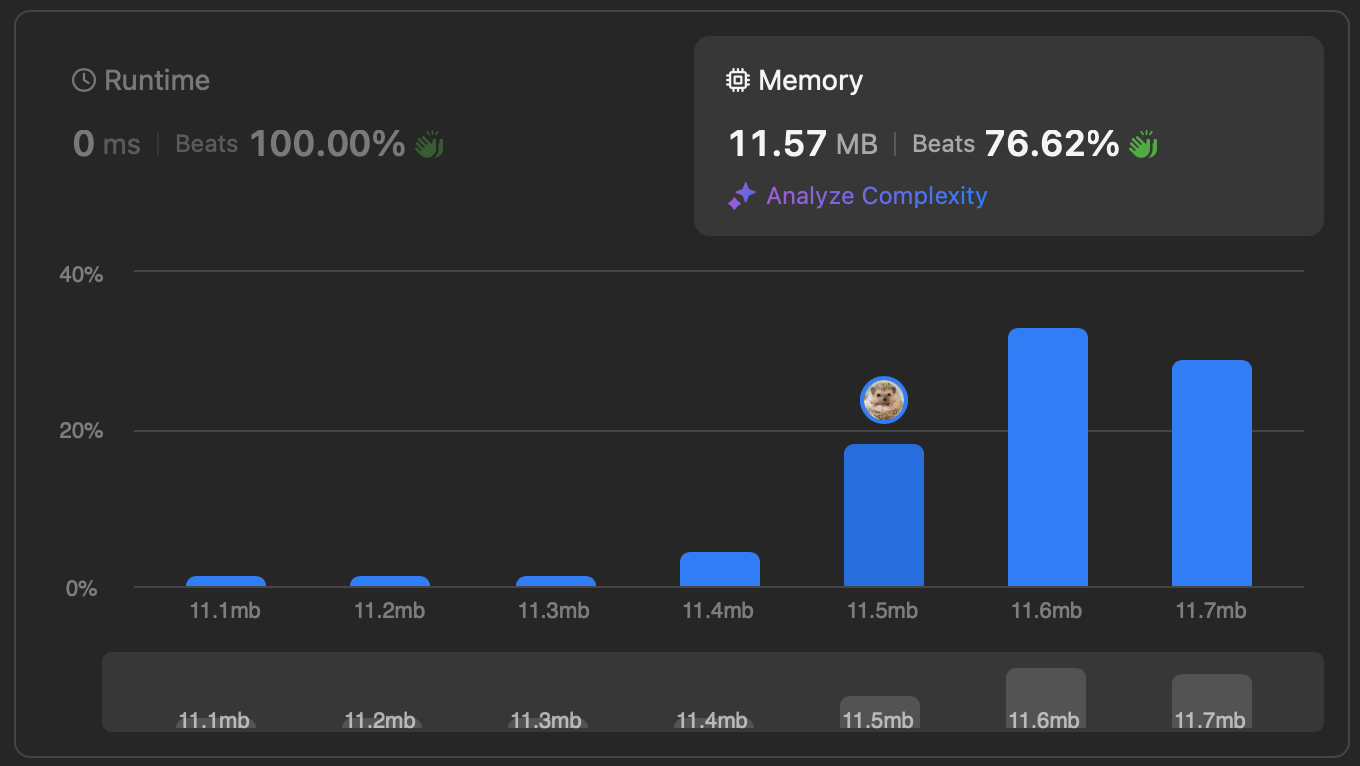 Runtime
0 ms | Beats 100.00%
Memory
11.57 MB | Beats 76.62%
Analyze Complexity
40%
20%
0%
11.1mb 11.2mb 11.3mb 11.4mb 11.5mb 11.6mb 11.7mb
11.1mb 11.2mb 11.3mb 11.4mb 11.5mb 11.6mb 11.7mb